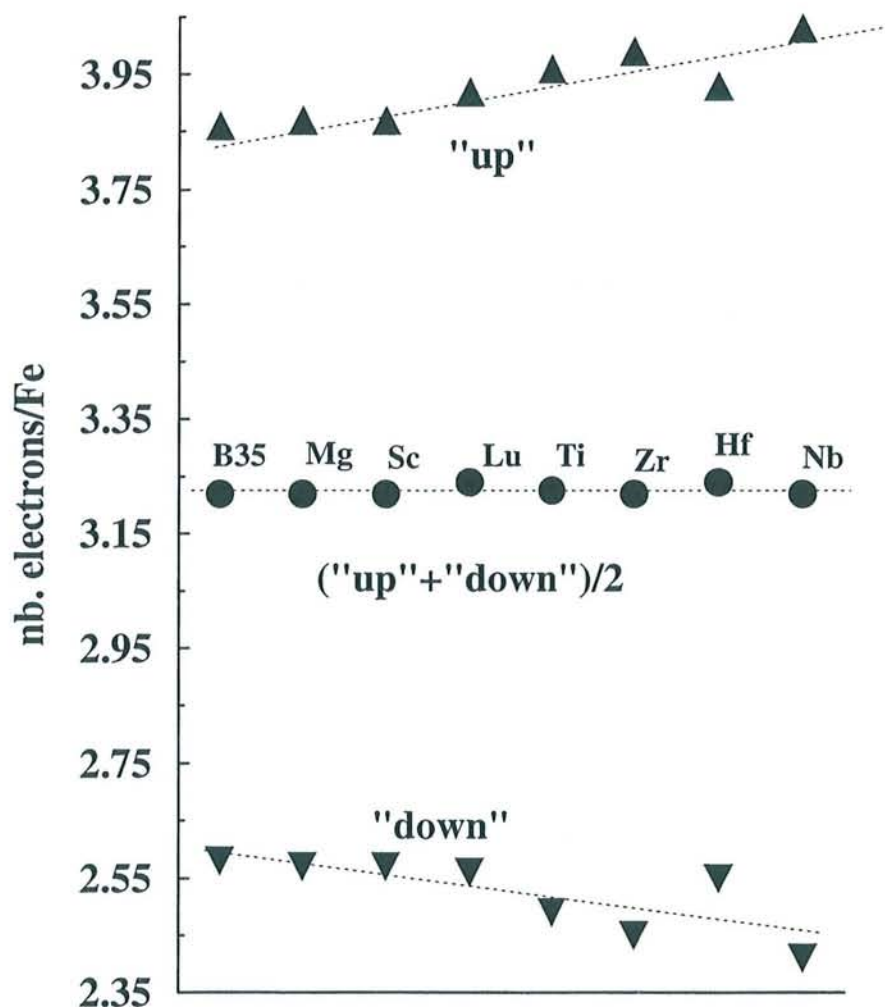 3.95
"up"
3.75
3.55
3.35
B35 Mg Sc Lu Ti Zr Hf Nb
3.15
("up"+"down")/2
2.95
2.75
"down"
2.55
2.35
nb. electrons/Fe